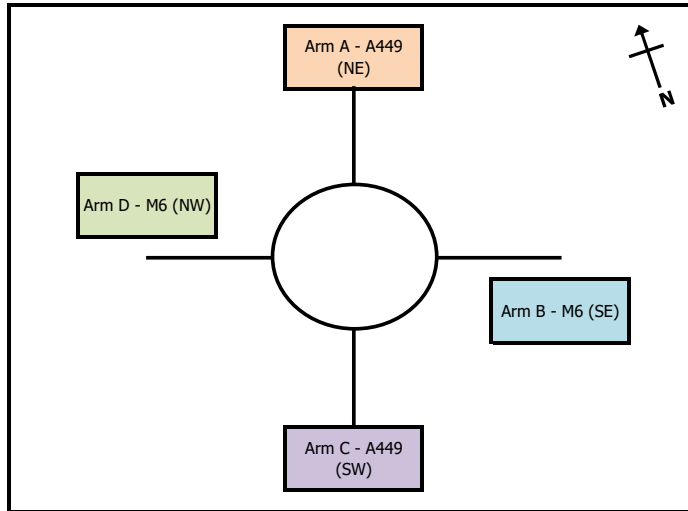 Arm A - A449
(NE)
N
Arm D - M6 (NW)
Arm B - M6 (SE)
Arm C - A449
(SW)